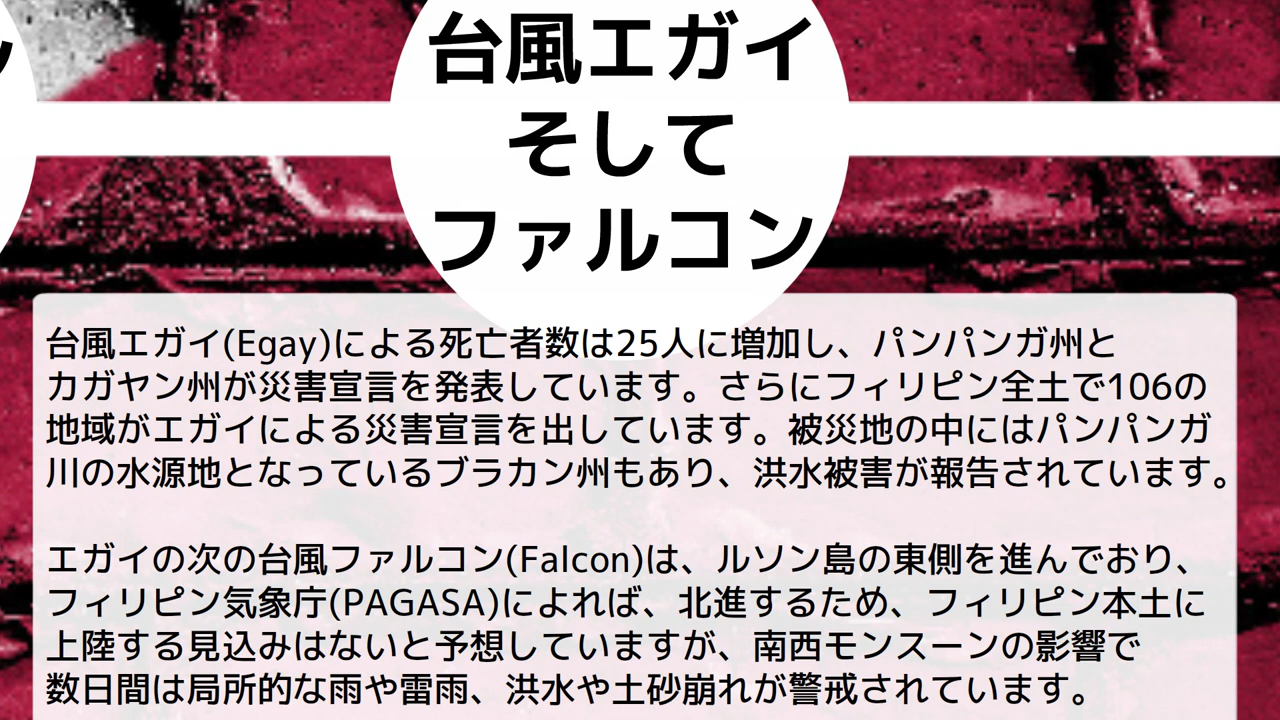 台風エガイ
そして
ファルコン
台風エガイ(Egay)による死亡者数は25人に増加し、パンパンガ州と
カガヤン州が災害宣言を発表しています。さらにフィリピン全土で106の
地域がエガイによる災害宣言を出しています。被災地の中にはパンパンガ
川の水源地となっているブラカン州もあり、洪水被害が報告されています。
エガイの次の台風ファルコン(Falcon)は、ルソン島の東側を進んでおり、
フィリピン気象庁(PAGASA)によれば、北進するため、フィリピン本土に
上陸する見込みはないと予想していますが、南西モンスーンの影響で
数日間は局所的な雨や雷雨、洪水や土砂崩れが警戒されています。